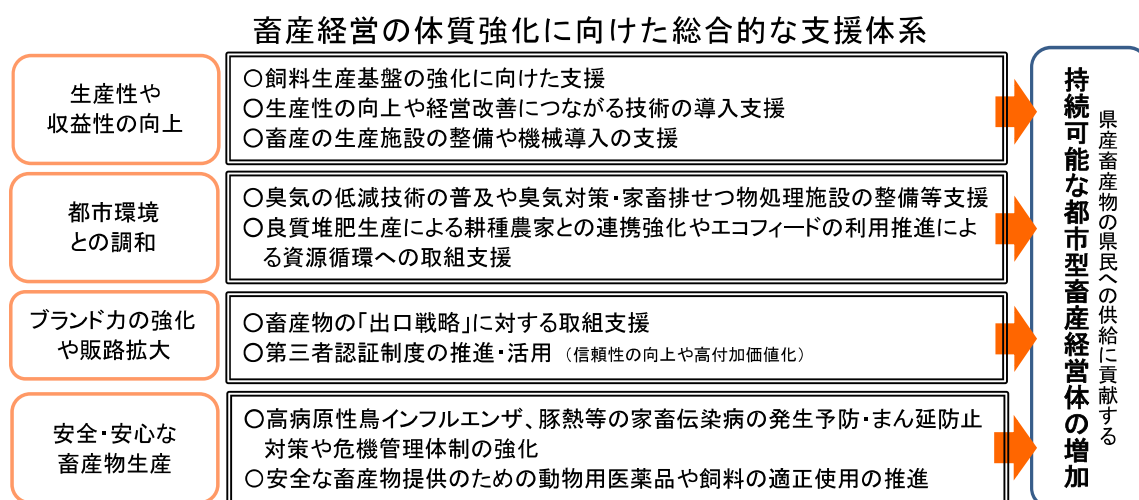 畜産経営の体質強化に向けた総合的な支援体系
生産性や
収益性の向上
○飼料生産基盤の強化に向けた支援
○生産性の向上や経営改善につながる技術の導入支援
○畜産の生産施設の整備や機械導入の支援
都市環境
との調和
○臭気の低減技術の普及や臭気対策・家畜排せつ物処理施設の整備等支援
○良質堆肥生産による耕種農家との連携強化やエコフィードの利用推進によ
る資源循環への取組支援
ブランド力の強化
や販路拡大
○畜産物の「出口戦略」に対する取組支援
○第三者認証制度の推進・活用（信頼性の向上や高付加価値化）
安全・安心な
畜産物生産
○高病原性鳥インフルエンザ、豚熱等の家畜伝染病の発生予防・まん延防止
対策や危機管理体制の強化
○安全な畜産物提供のための動物用医薬品や飼料の適正使用の推進
県産畜産物の県民への供給に貢献する
持続可能な都市型畜産経営体の増加